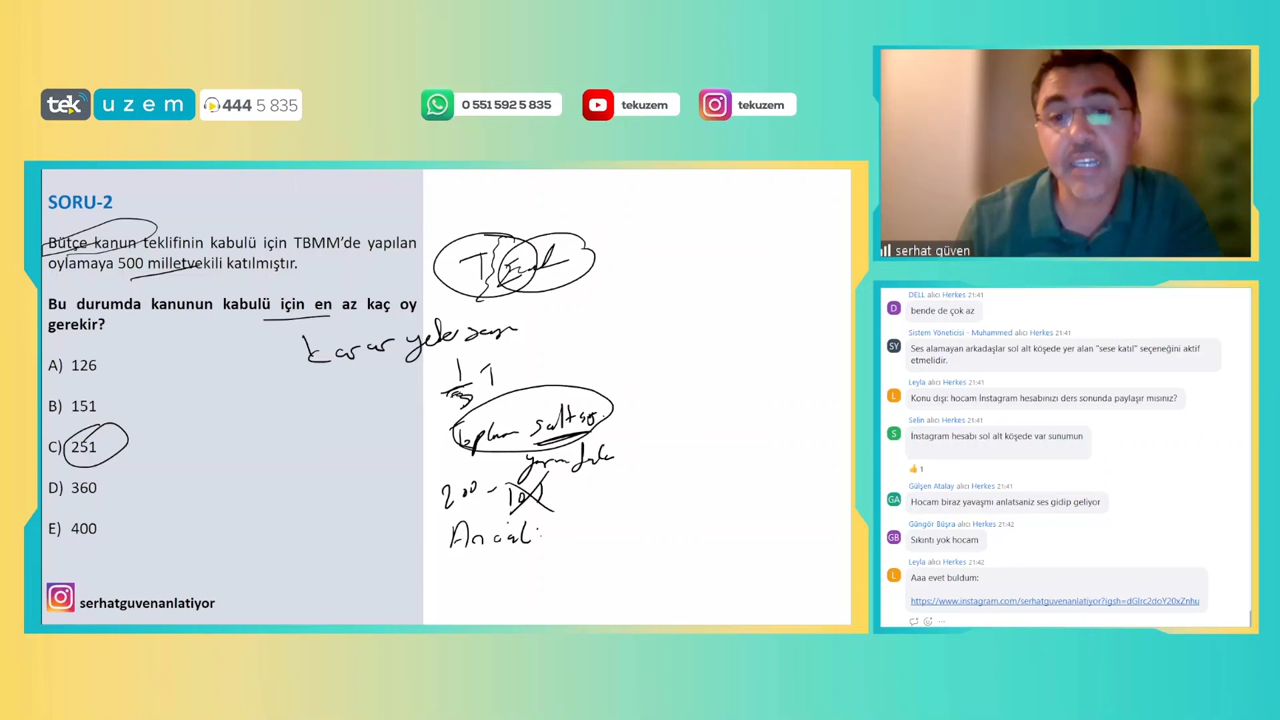 tek uzem 444 5 835
0 551 592 5 835
tekuzem
tekuzem
SORU-2
Bütçe kanun teklifinin kabulü için TBMM'de yapılan
oylamaya 500 milletvekili katılmıştır.
Bu durumda kanunun kabulü için en az kaç oy
gerekir?
A) 126
B) 151
C) 251
D) 360
E) 400
serhatguvenanlatiyor
T
karar yeter sayı
1 T
Toplam salt
200 - 100
Ancak
serhat güven
DELL alıcı Herkes 21:41
D
bende de çok az
Sistem Yöneticisi - Muhammed alıcı Herkes 21:41
SY
Ses alamayan arkadaşlar sol alt köşede yer alan "sese katıl" seçeneğini aktif
etmelidir.
Leyla alıcı Herkes 21:41
L
Konu dışı: hocam İnstagram hesabınızı ders sonunda paylaşır mısınız?
Selin alıcı Herkes 21:41
S
İnstagram hesabı sol alt köşede var sunumun
1
Gülşen Atalay alıcı Herkes 21:41
GA
Hocam biraz yavaşmı anlatsanız ses gidip geliyor
Güngör Büşra alıcı Herkes 21:42
GB
Sıkıntı yok hocam
Leyla alıcı Herkes 21:42
L
Aaa evet buldum:
https://www.instagram.com/serhatguvenanlatiyor?igsh=dGlrc2doY20xZnhu